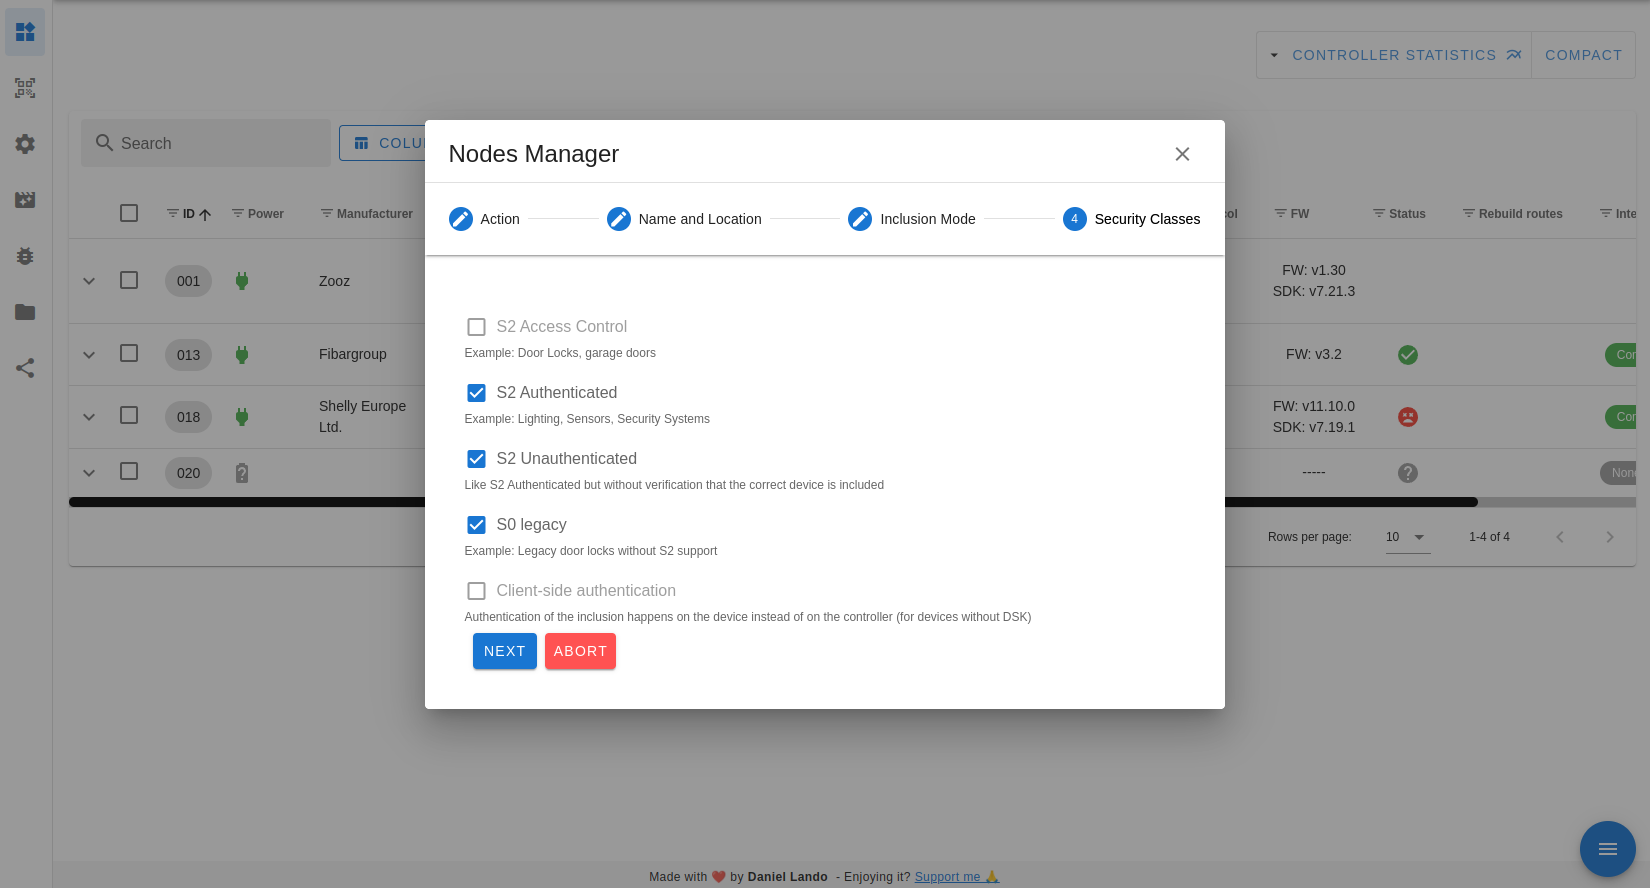 CONTROLLER STATISTICS
COMPACT
Search
ID
Power
Manufacturer
FW
Status
Rebuild routes
001
Zooz
FW: v1.30
SDK: v7.21.3
013
Fibargroup
FW: v3.2
018
Shelly Europe
Ltd.
FW: v11.10.0
SDK: v7.19.1
020
-----
Rows per page:
10
1-4 of 4
Nodes Manager
Action
Name and Location
Inclusion Mode
4
Security Classes
S2 Access Control
Example: Door Locks, garage doors
S2 Authenticated
Example: Lighting, Sensors, Security Systems
S2 Unauthenticated
Like S2 Authenticated but without verification that the correct device is included
S0 legacy
Example: Legacy door locks without S2 support
Client-side authentication
Authentication of the inclusion happens on the device instead of on the controller (for devices without DSK)
NEXT
ABORT
Made with ❤️ by Daniel Lando - Enjoying it? Support me 🙏